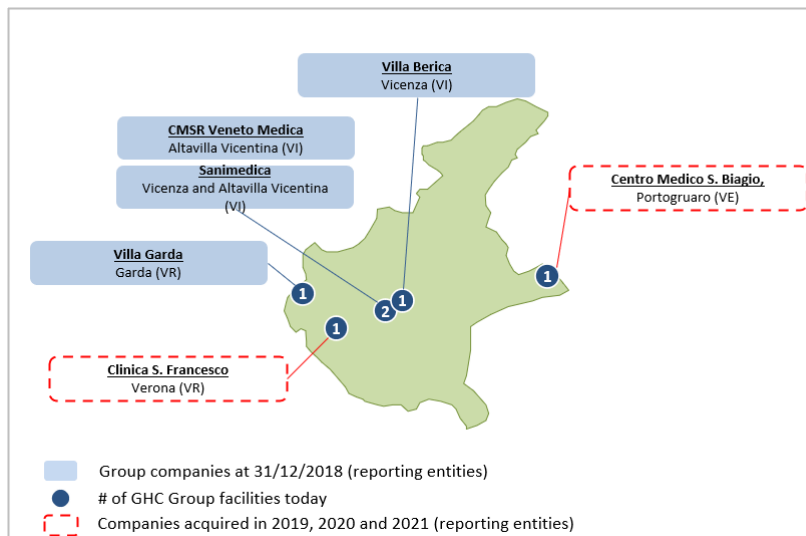 Villa Berica
Vicenza (VI)
CMSR Veneto Medica
Altavilla Vicentina (VI)
Sanimedica
Vicenza and Altavilla Vicentina
(VI)
Centro Medico S. Biagio,
Portogruaro (VE)
Villa Garda
Garda (VR)
1
1
2
1
1
Clinica S. Francesco
Verona (VR)
Group companies at 31/12/2018 (reporting entities)
# of GHC Group facilities today
Companies acquired in 2019, 2020 and 2021 (reporting entities)